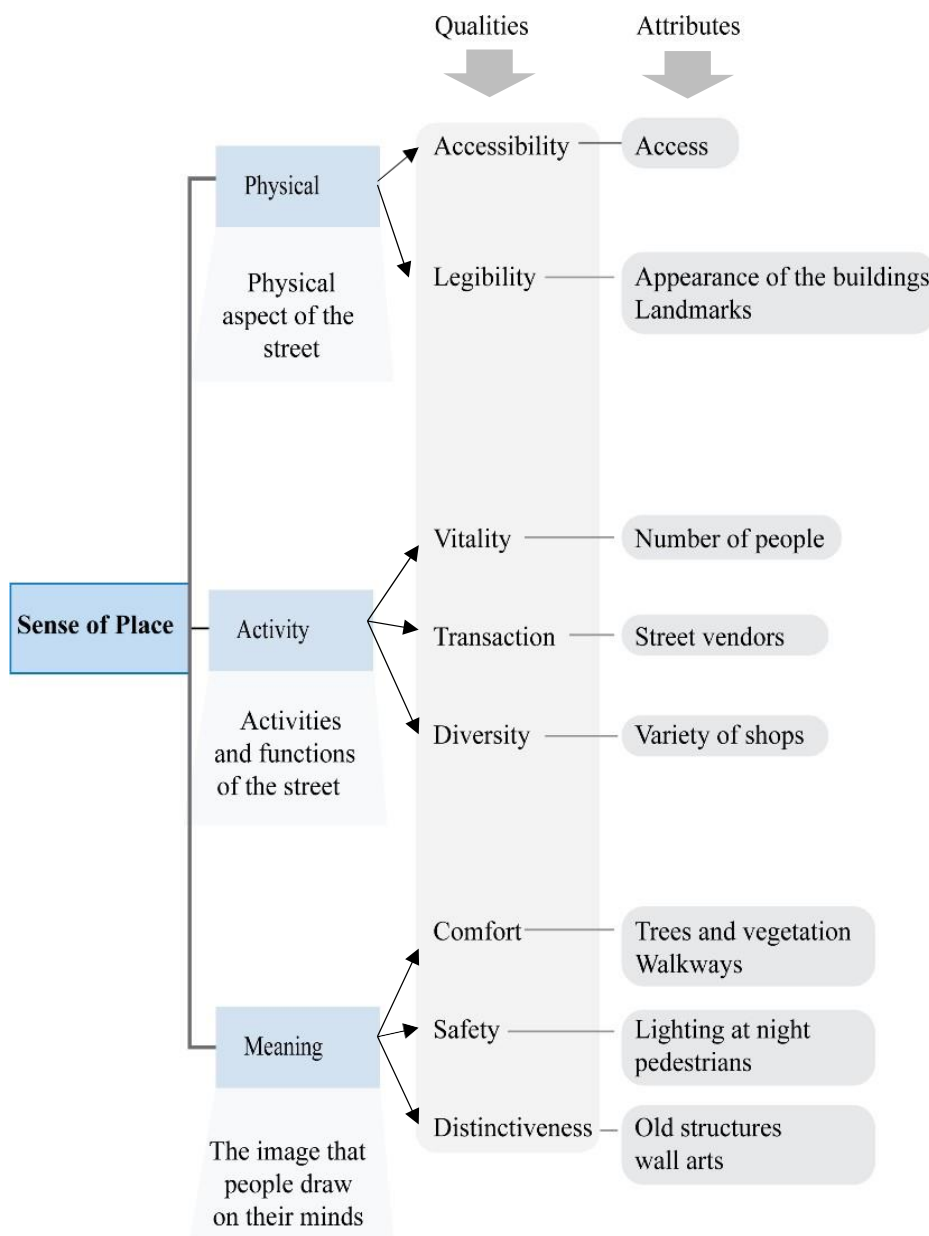 Qualities
Attributes
Physical
Accessibility
Access
Physical
aspect of the
street
Legibility
Appearance of the buildings
Landmarks
Sense of Place
Activity
Activities
and functions
of the street
Vitality
Number of people
Transaction
Street vendors
Diversity
Variety of shops
Meaning
The image that
people draw
on their minds
Comfort
Trees and vegetation
Walkways
Safety
Lighting at night
pedestrians
Distinctiveness
Old structures
wall arts